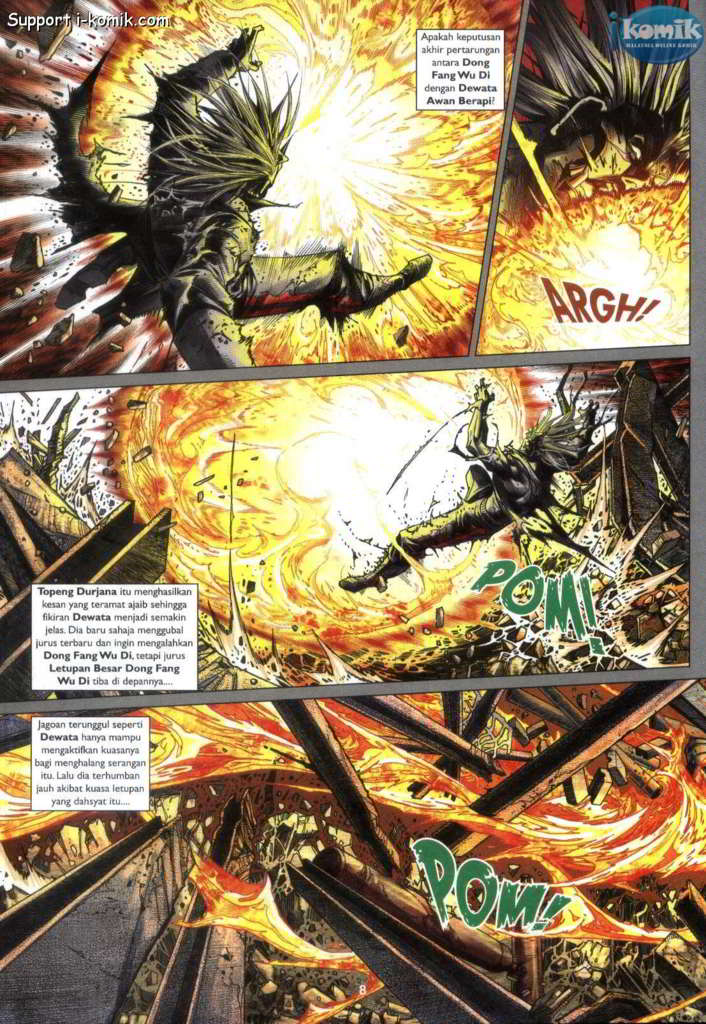 Support i-komik.com
ikomik
MALAYSIA ONLINE KOMIK
Apakah keputusan
akhir pertarungan
antara Dong
Fang Wu Di
dengan Dewata
Awan Berapi?
ARGH!
POM!
Topeng Durjana itu menghasilkan
kesan yang teramat ajaib sehingga
fikiran Dewata menjadi semakin
jelas. Dia baru sahaja menggubal
jurus terbaru dan ingin mengalahkan
Dong Fang Wu Di, tetapi jurus
Letupan Besar Dong Fang
Wu Di tiba di depannya....
Jagoan terunggul seperti
Dewata hanya mampu
mengaktifkan kuasanya
bagi menghalang serangan
itu. Lalu dia terhumban
jauh akibat kuasa letupan
yang dahsyat itu....
POM!
8